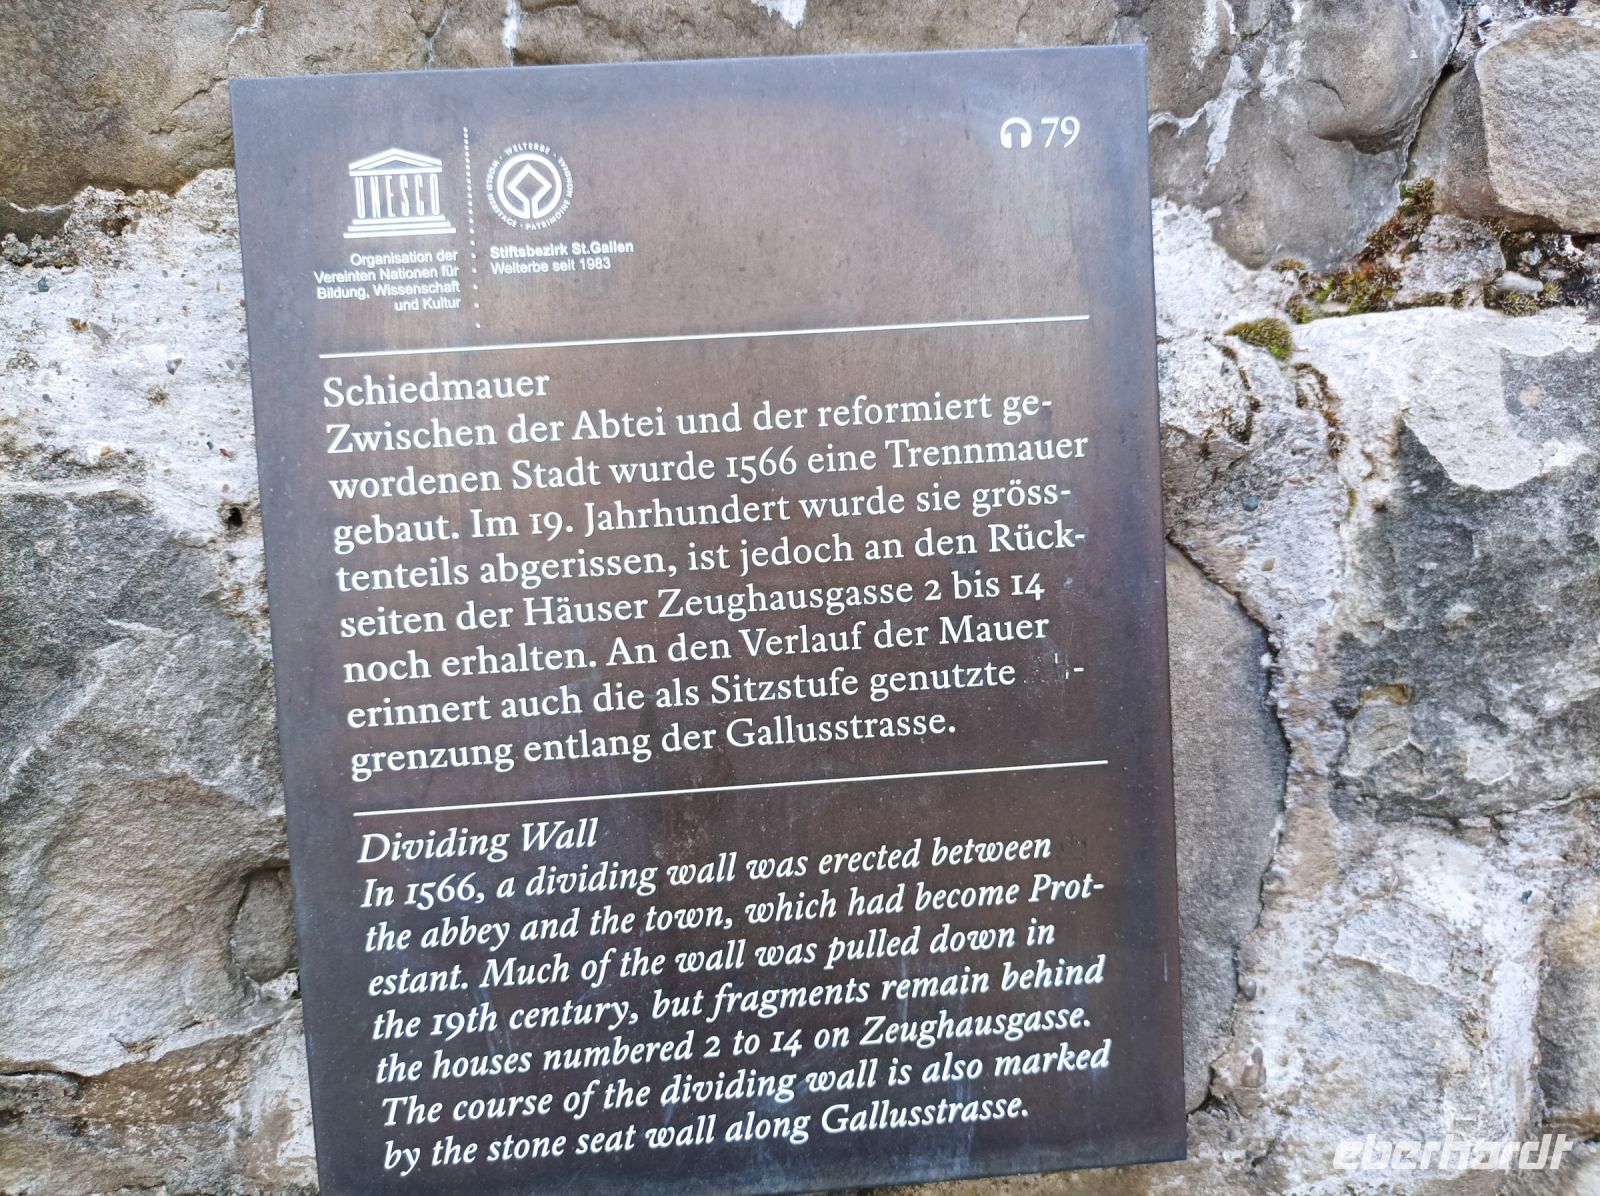 79
UNESCO
Organisation der
Vereinten Nationen für
Bildung, Wissenschaft
und Kultur
WELTERBE · PATRIMOINE MONDIAL · WORLD HERITAGE
Stiftsbezirk St.Gallen
Welterbe seit 1983
Schiedmauer
Zwischen der Abtei und der reformiert ge-
wordenen Stadt wurde 1566 eine Trennmauer
gebaut. Im 19. Jahrhundert wurde sie gröss-
tenteils abgerissen, ist jedoch an den Rück-
seiten der Häuser Zeughausgasse 2 bis 14
noch erhalten. An den Verlauf der Mauer
erinnert auch die als Sitzstufe genutzte
grenzung entlang der Gallusstrasse.
Dividing Wall
In 1566, a dividing wall was erected between
the abbey and the town, which had become Prot-
estant. Much of the wall was pulled down in
the 19th century, but fragments remain behind
the houses numbered 2 to 14 on Zeughausgasse.
The course of the dividing wall is also marked
by the stone seat wall along Gallusstrasse.
eberhardt